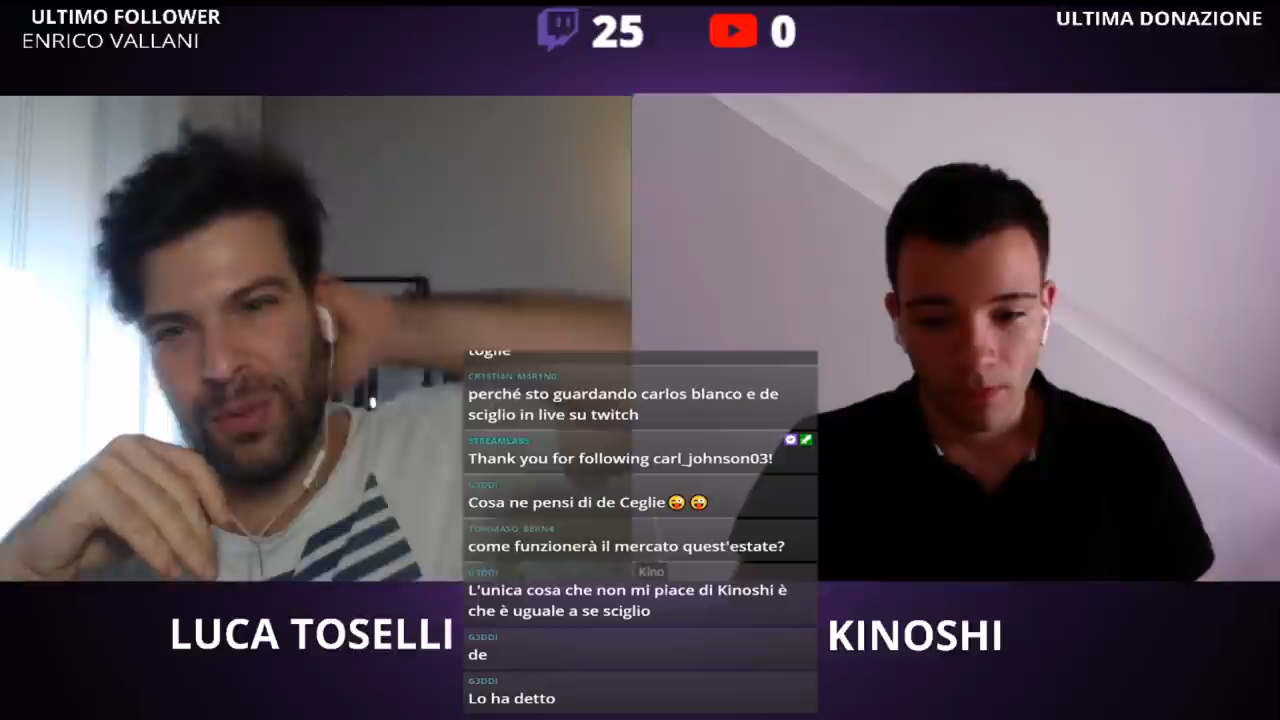 ULTIMO FOLLOWER
ENRICO VALLANI
25
0
ULTIMA DONAZIONE
toglie
CR1ST14N_M4R1N0
perché sto guardando carlos blanco e de
sciglio in live su twitch
STREAMLABS
Thank you for following carl_johnson03!
G3DDI
Cosa ne pensi di de Ceglie😜 😜
TOMMASO_BERN4
come funzionerà il mercato quest'estate?
Kino
G3DDI
L'unica cosa che non mi piace di Kinoshi è
che è uguale a se sciglio
G3DDI
de
G3DDI
Lo ha detto
LUCA TOSELLI
KINOSHI